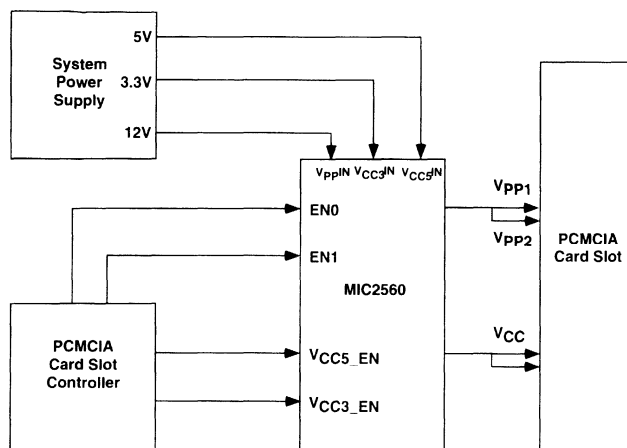 System
Power
Supply
5V
3.3V
12V
VPPIN VCC3IN VCC5IN
EN0
EN1
MIC2560
VCC5_EN
VCC3_EN
PCMCIA
Card Slot
Controller
VPP1
VPP2
VCC
PCMCIA
Card Slot